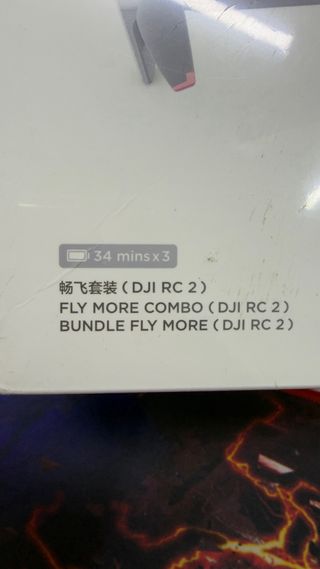 34 mins x 3
畅飞套装 ( DJI RC 2 )
FLY MORE COMBO ( DJI RC 2 )
BUNDLE FLY MORE ( DJI RC 2 )